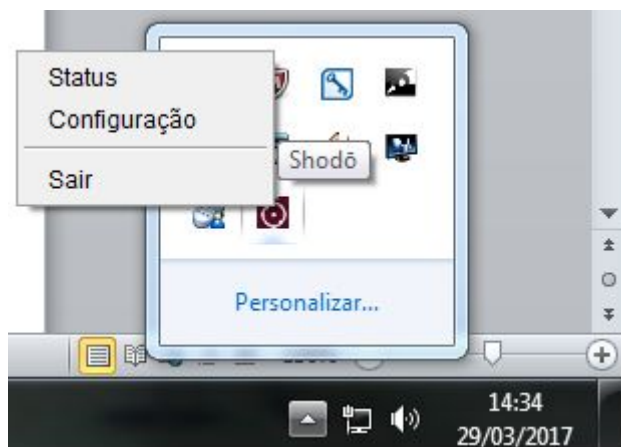 Status
Configuração
Sair
Shodō
Personalizar...
14:34
29/03/2017